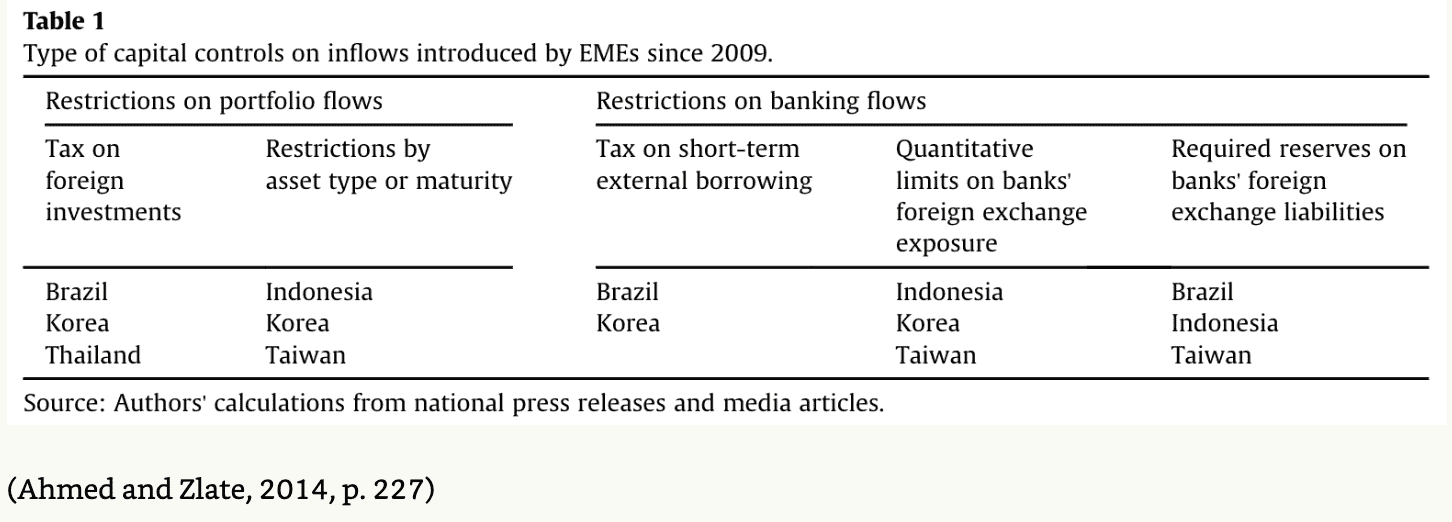 Table 1
Type of capital controls on inflows introduced by EMEs since 2009.
Restrictions on portfolio flows Restrictions on banking flows
Tax on Restrictions by Tax on short-term Quantitative Required reserves on
foreign asset type or maturity external borrowing limits on banks' banks' foreign
investments foreign exchange exchange liabilities
exposure
Brazil Indonesia Brazil Indonesia Brazil
Korea Korea Korea Korea Indonesia
Thailand Taiwan Taiwan Taiwan
Source: Authors' calculations from national press releases and media articles.
(Ahmed and Zlate, 2014, p. 227)